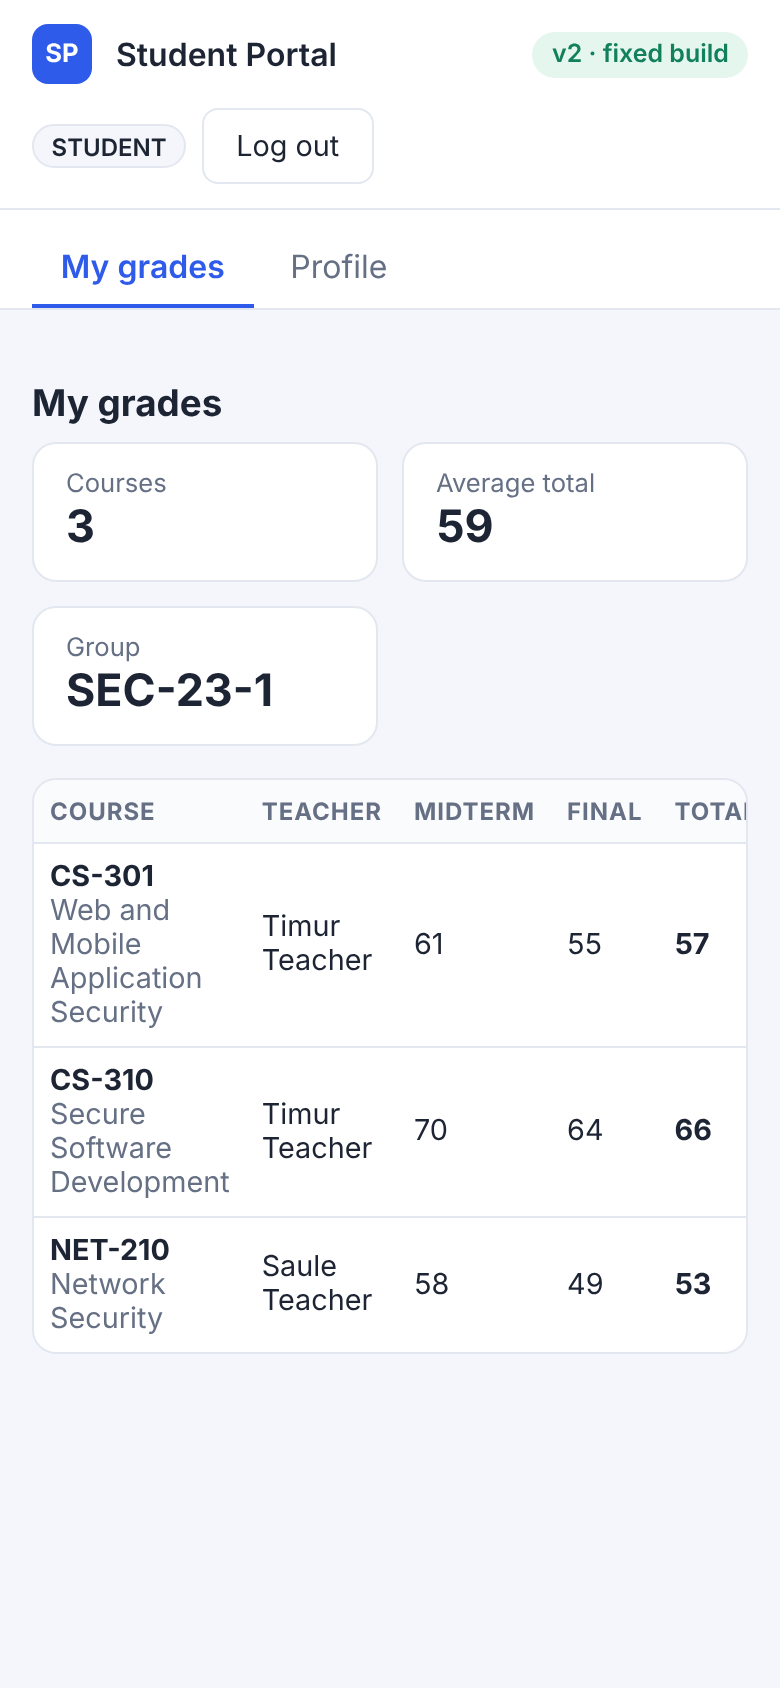 SP Student Portal v2 · fixed build
STUDENT Log out
My grades Profile
My grades
Courses
3
Average total
59
Group
SEC-23-1
COURSE TEACHER MIDTERM FINAL TOTAL
CS-301
Web and
Mobile
Application
Security
Timur
Teacher
61 55 57
CS-310
Secure
Software
Development
Timur
Teacher
70 64 66
NET-210
Network
Security
Saule
Teacher
58 49 53